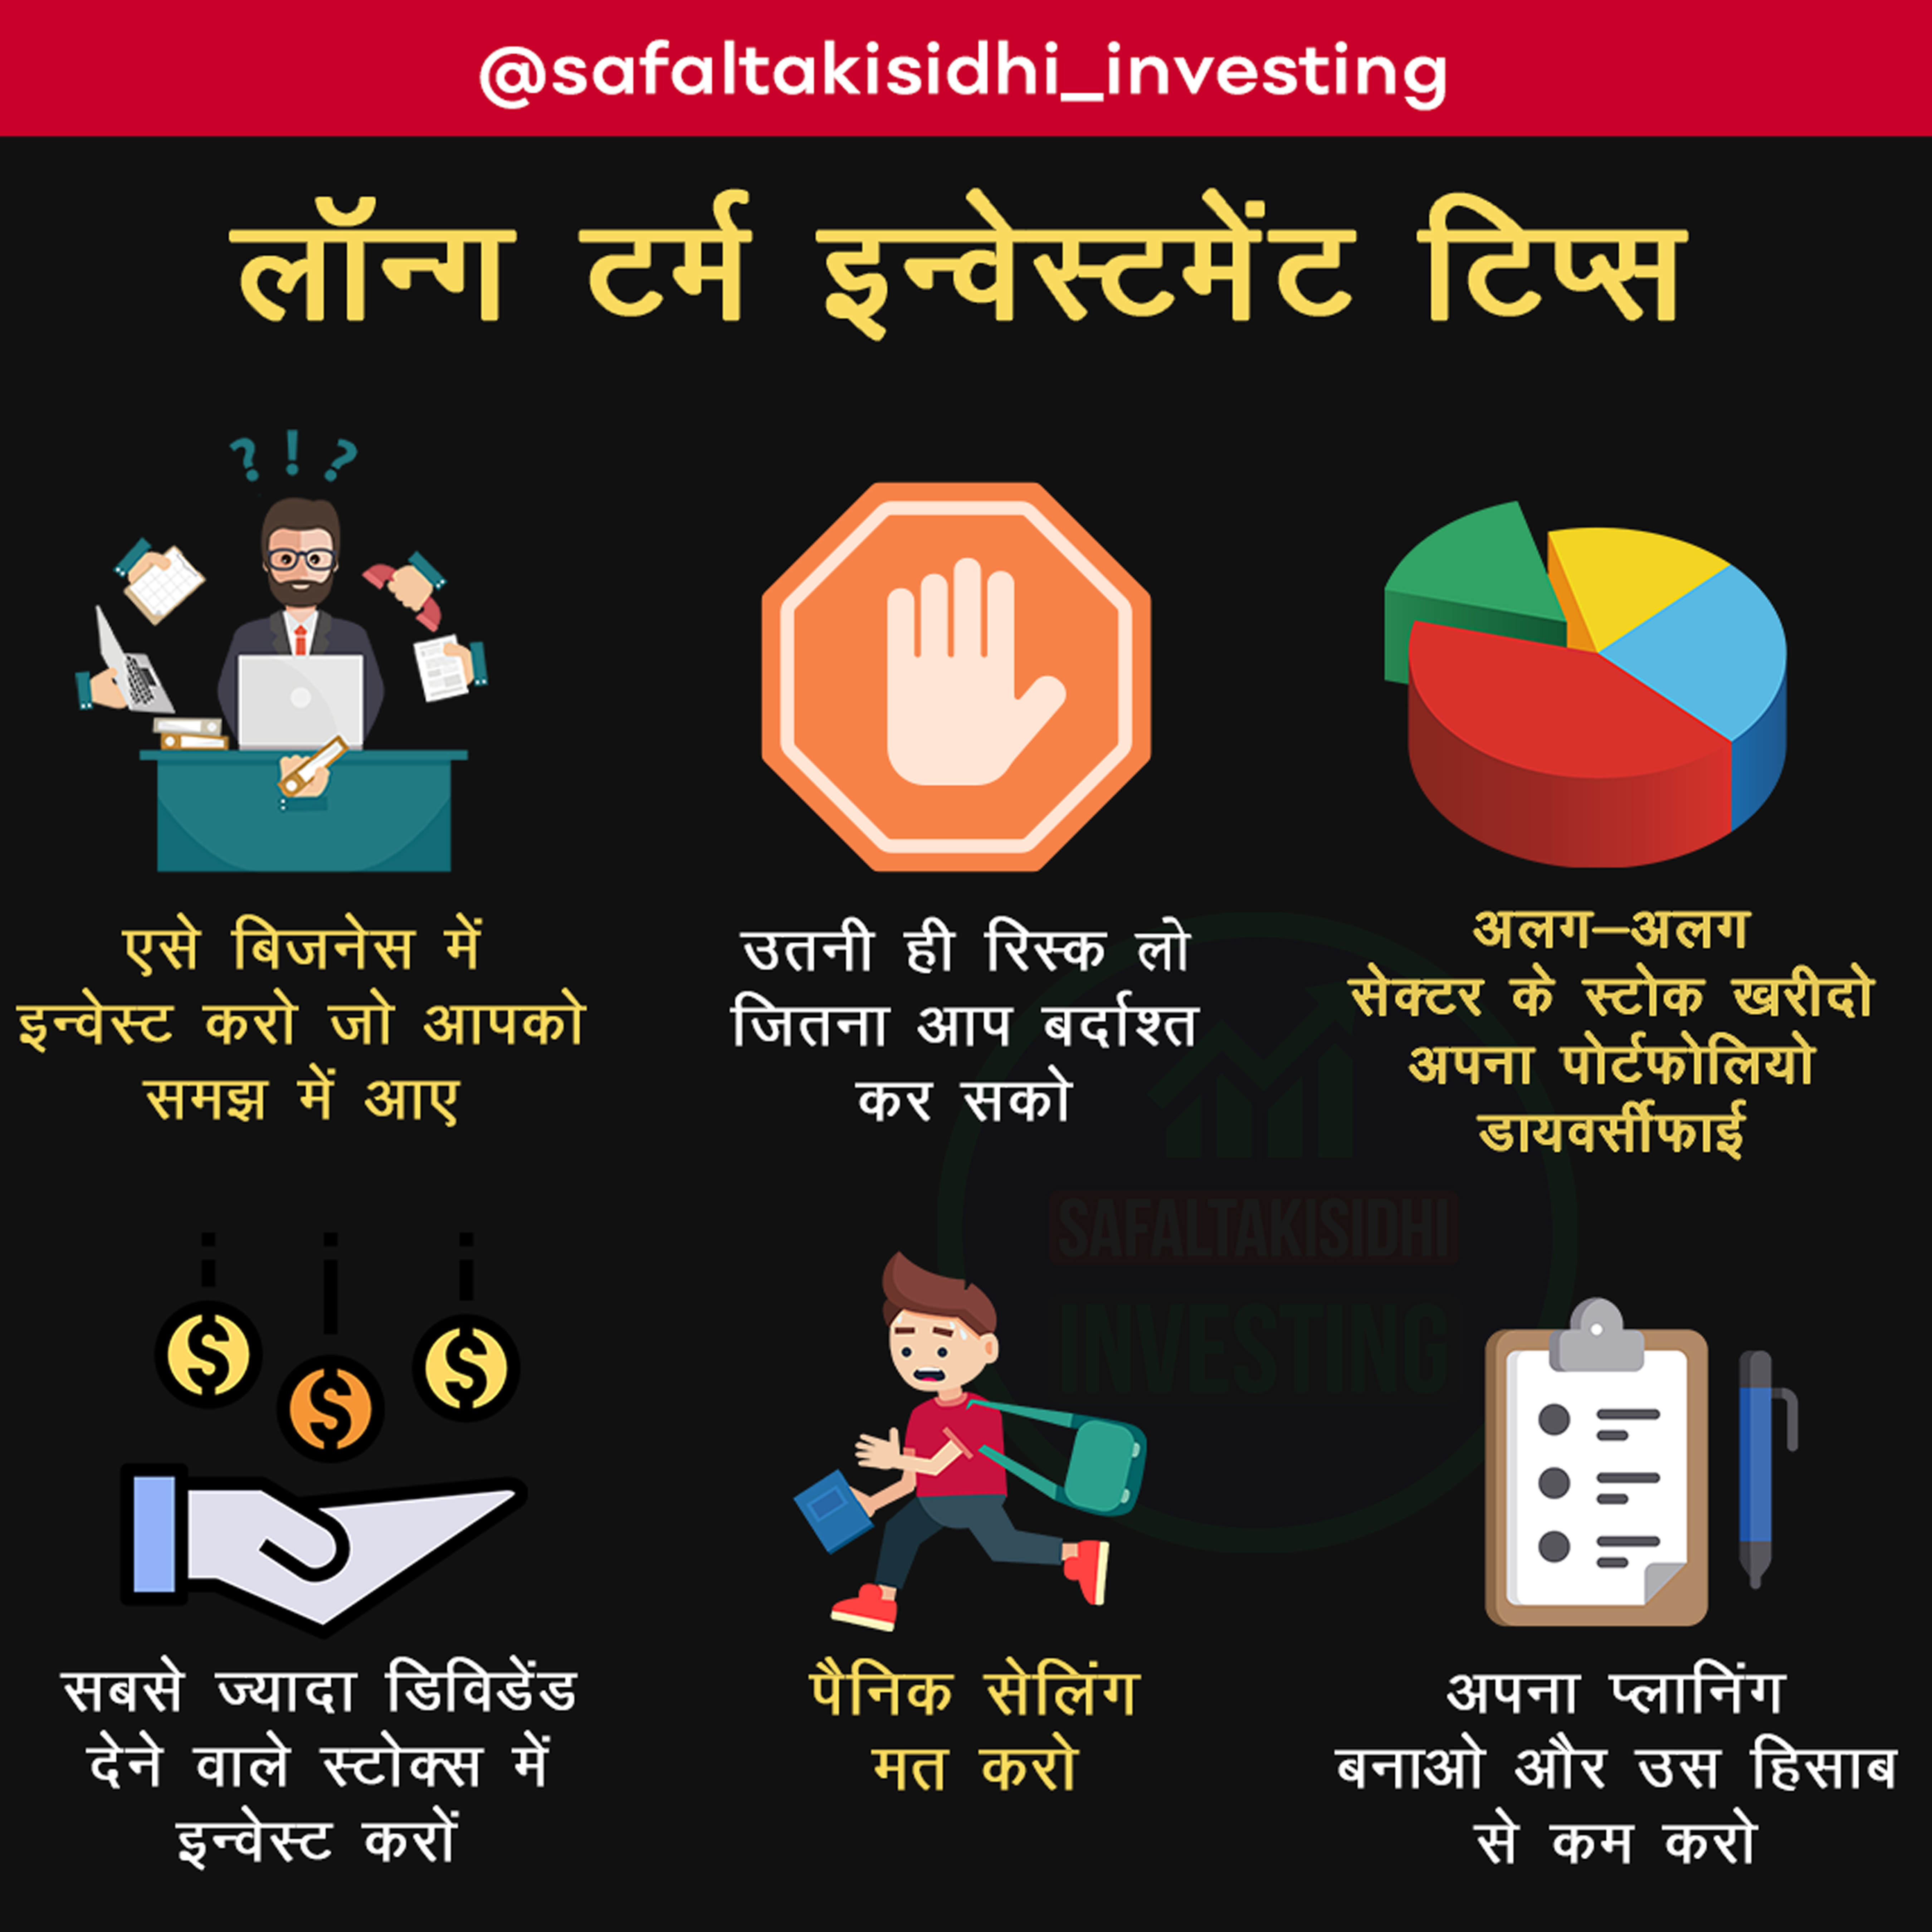 @safaltakisidhi_investing
लॉन्ग टर्म इन्वेस्टमेंट टिप्स
एसे बिजनेस में
इन्वेस्ट करो जो आपको
समझ में आए
उतनी ही रिस्क लो
जितना आप बर्दाश्त
कर सको
अलग–अलग
सेक्टर के स्टोक खरीदो
अपना पोर्टफोलियो
डायवर्सीफाई
SAFALTAKISIDHI
INVESTING
सबसे ज्यादा डिविडेंड
देने वाले स्टोक्स में
इन्वेस्ट करों
पैनिक सेलिंग
मत करो
अपना प्लानिंग
बनाओ और उस हिसाब
से कम करो